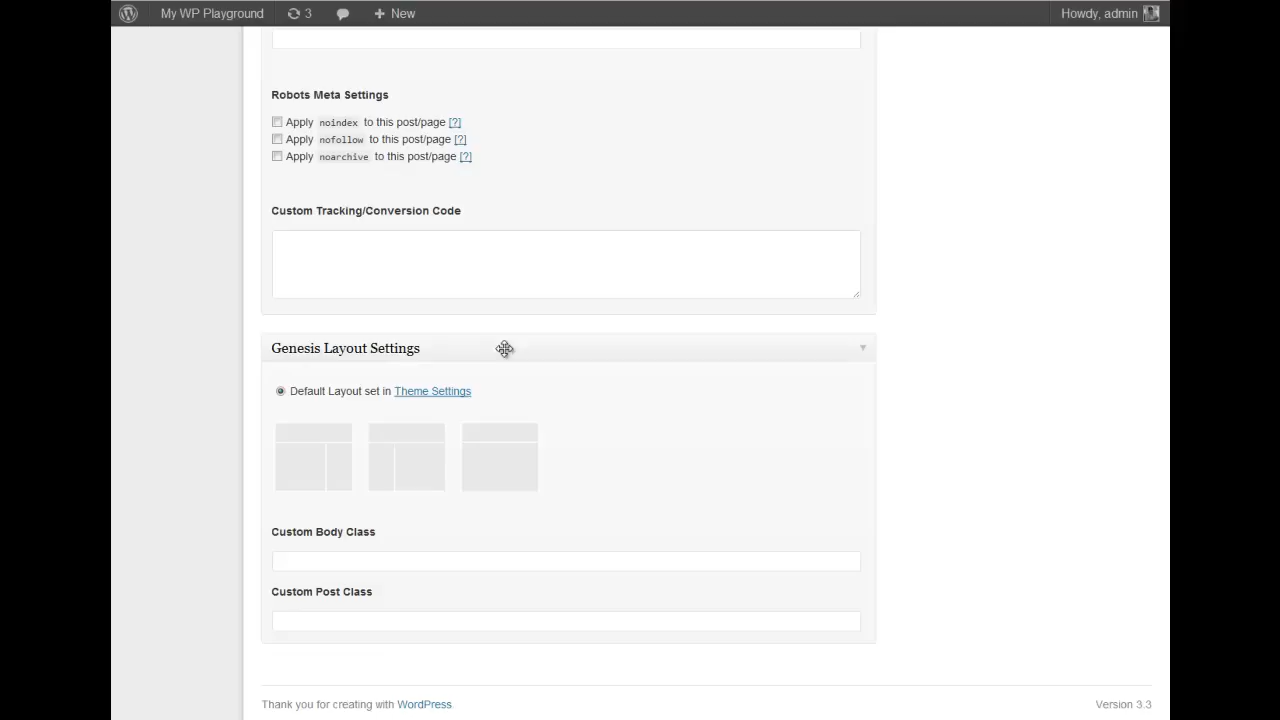 My WP Playground 3 + New Howdy, admin
Robots Meta Settings
Apply noindex to this post/page [?]
Apply nofollow to this post/page [?]
Apply noarchive to this post/page [?]
Custom Tracking/Conversion Code
Genesis Layout Settings
Default Layout set in Theme Settings
Custom Body Class
Custom Post Class
Thank you for creating with WordPress Version 3.3